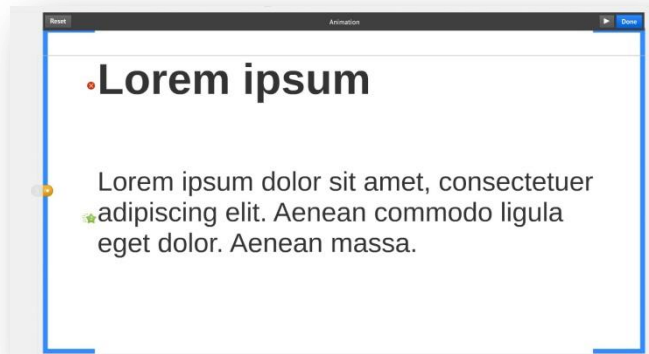 Reset Animation Done
Lorem ipsum
Lorem ipsum dolor sit amet, consectetuer
adipiscing elit. Aenean commodo ligula
eget dolor. Aenean massa.